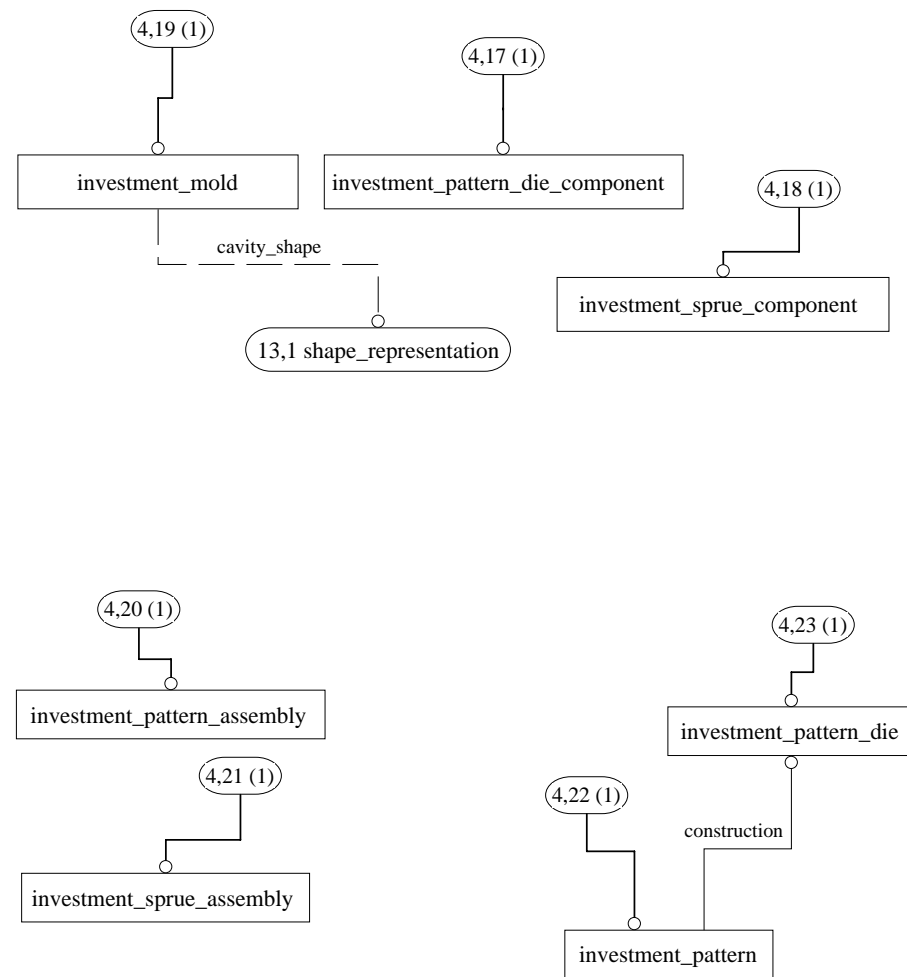 4,19 (1)
4,17 (1)
investment_mold
investment_pattern_die_component
4,18 (1)
cavity_shape
investment_sprue_component
13,1 shape_representation
4,20 (1)
4,23 (1)
investment_pattern_assembly
investment_pattern_die
4,21 (1)
4,22 (1)
construction
investment_sprue_assembly
investment_pattern